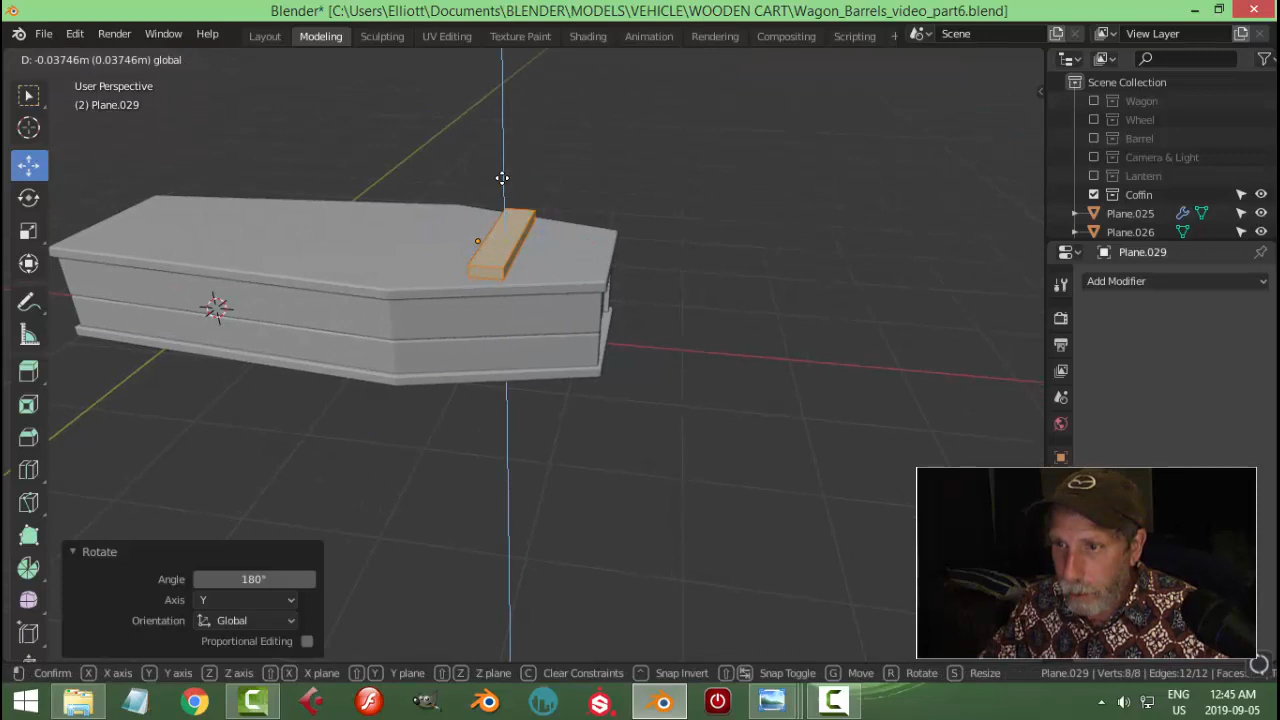 Blender* [C:\Users\Elliott\Documents\BLENDER\MODELS\VEHICLE\WOODEN CART\Wagon_Barrels_video_part6.blend]
File Edit Render Window Help Layout Modeling Sculpting UV Editing Texture Paint Shading Animation Rendering Compositing Scripting + Scene View Layer
D: -0.03746m (0.03746m) global
User Perspective
(2) Plane.029
Scene Collection
Wagon
Wheel
Barrel
Camera & Light
Lantern
Coffin
Plane.025
Plane.026
Plane.029
Add Modifier
Rotate
Angle 180°
Axis Y
Orientation Global
Proportional Editing
Confirm X X axis Y Y axis Z Z axis X X plane Y Y plane Z Z plane C Clear Constraints Snap Invert Snap Toggle G Move R Rotate S Resize Plane.029 | Verts:8/8 | Edges:12/12 | Faces:
ENG
US
12:45 AM
2019-09-05